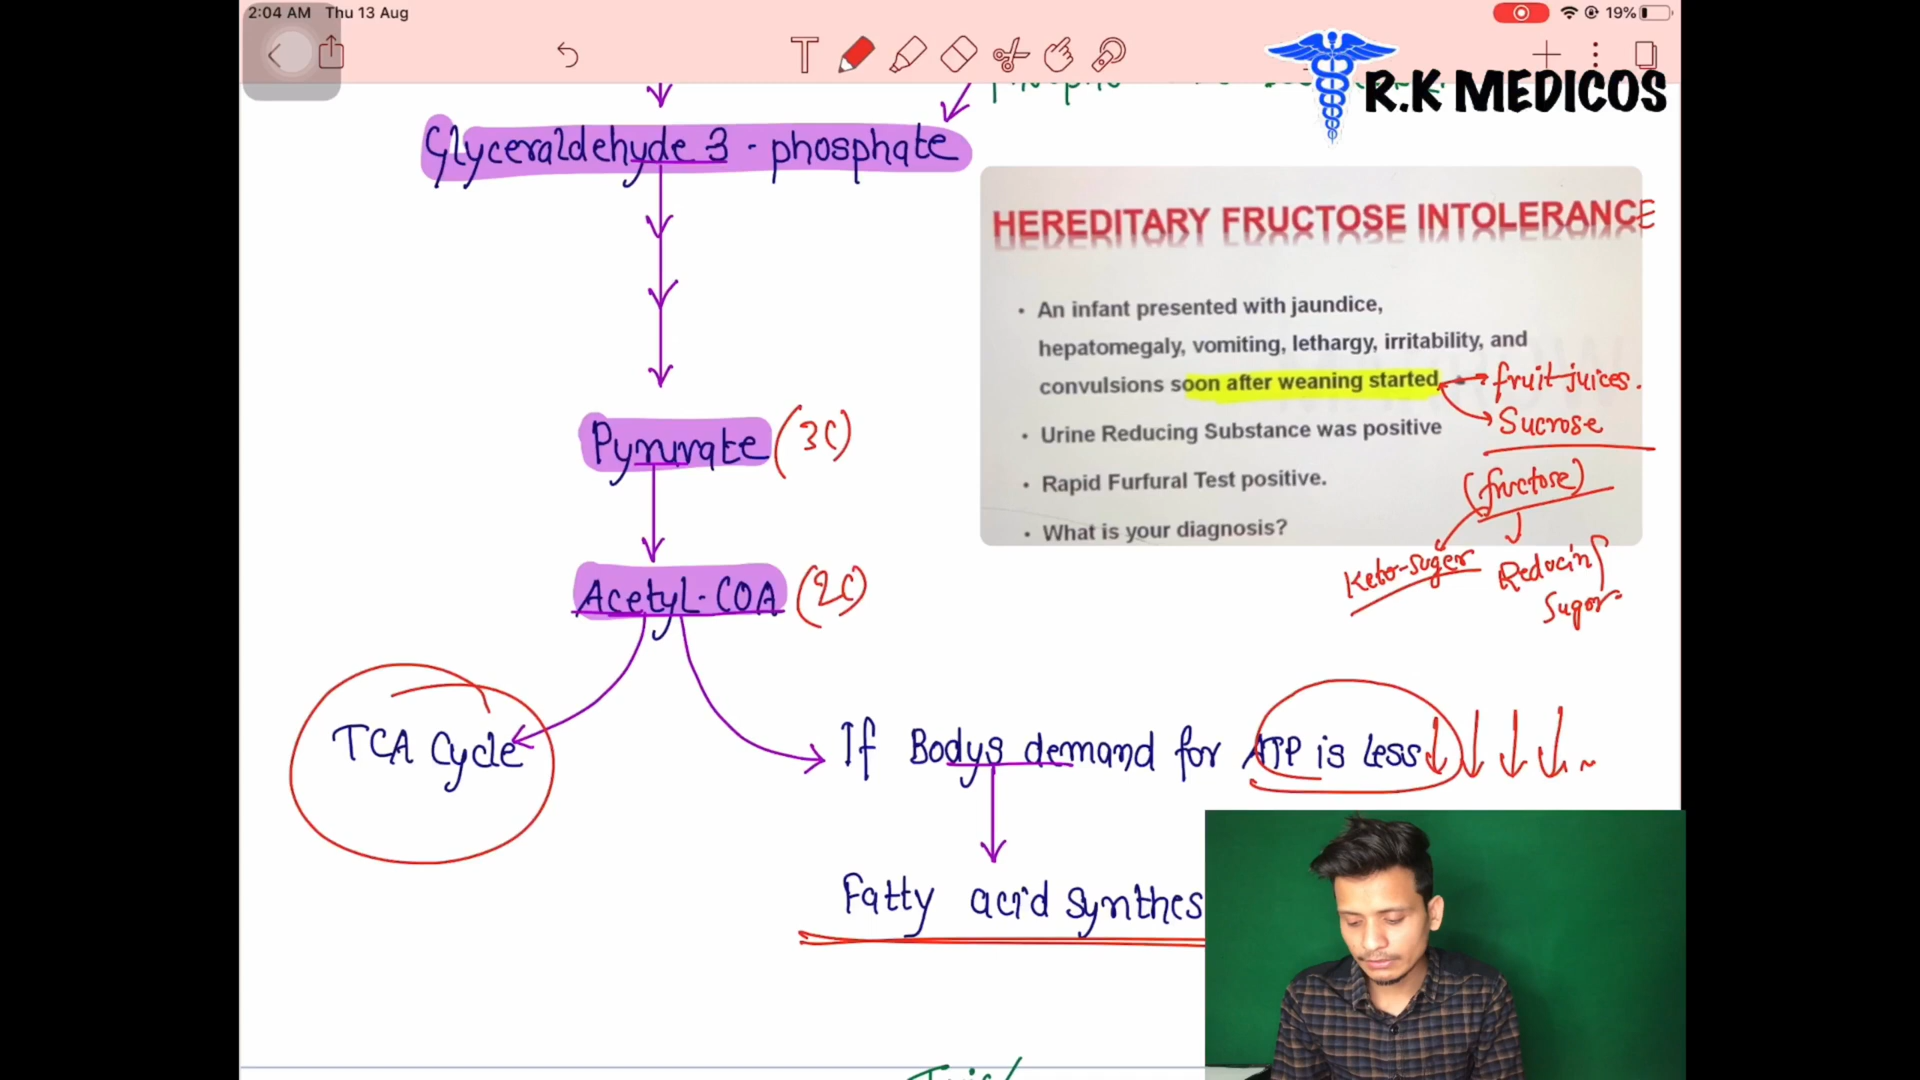 2:04 AM Thu 13 Aug
19%
T
R.K MEDICOS
Glyceraldehyde 3 - phosphate
HEREDITARY FRUCTOSE INTOLERANCE
• An infant presented with jaundice,
hepatomegaly, vomiting, lethargy, irritability, and
convulsions soon after weaning started
fruit juices.
Sucrose
• Urine Reducing Substance was positive
(fructose)
• Rapid Furfural Test positive.
• What is your diagnosis?
Keto-suger
Reducing
Sugar
Pyruvate (3C)
Acetyl-COA (2C)
TCA Cycle
If Bodys demand for ATP is less
Fatty acid synthes